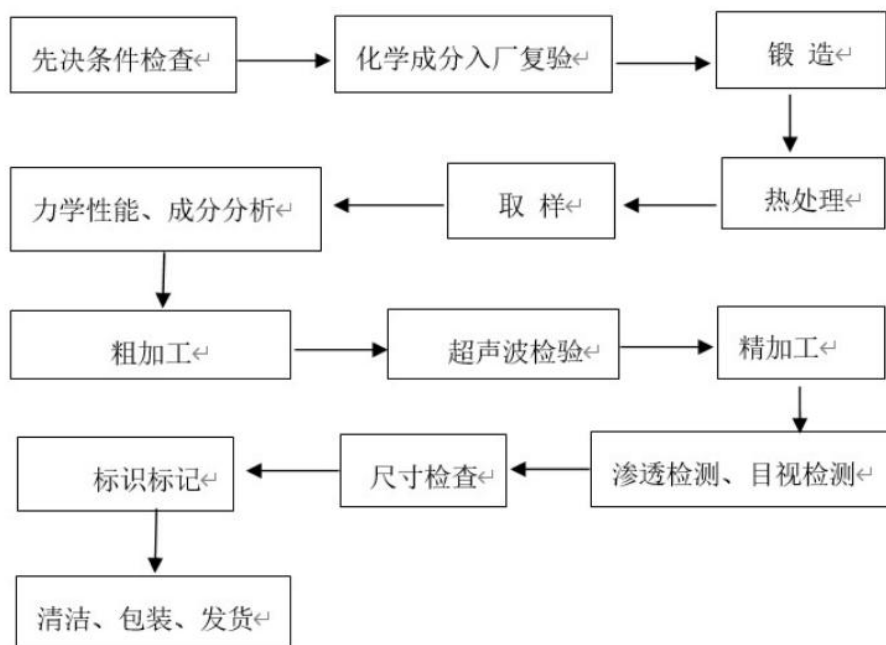 先决条件检查↵
化学成分入厂复验↵
锻 造↵
热处理↵
取 样↵
力学性能、成分分析↵
粗加工↵
超声波检验↵
精加工↵
渗透检测、目视检测↵
尺寸检查↵
标识标记↵
清洁、包装、发货↵